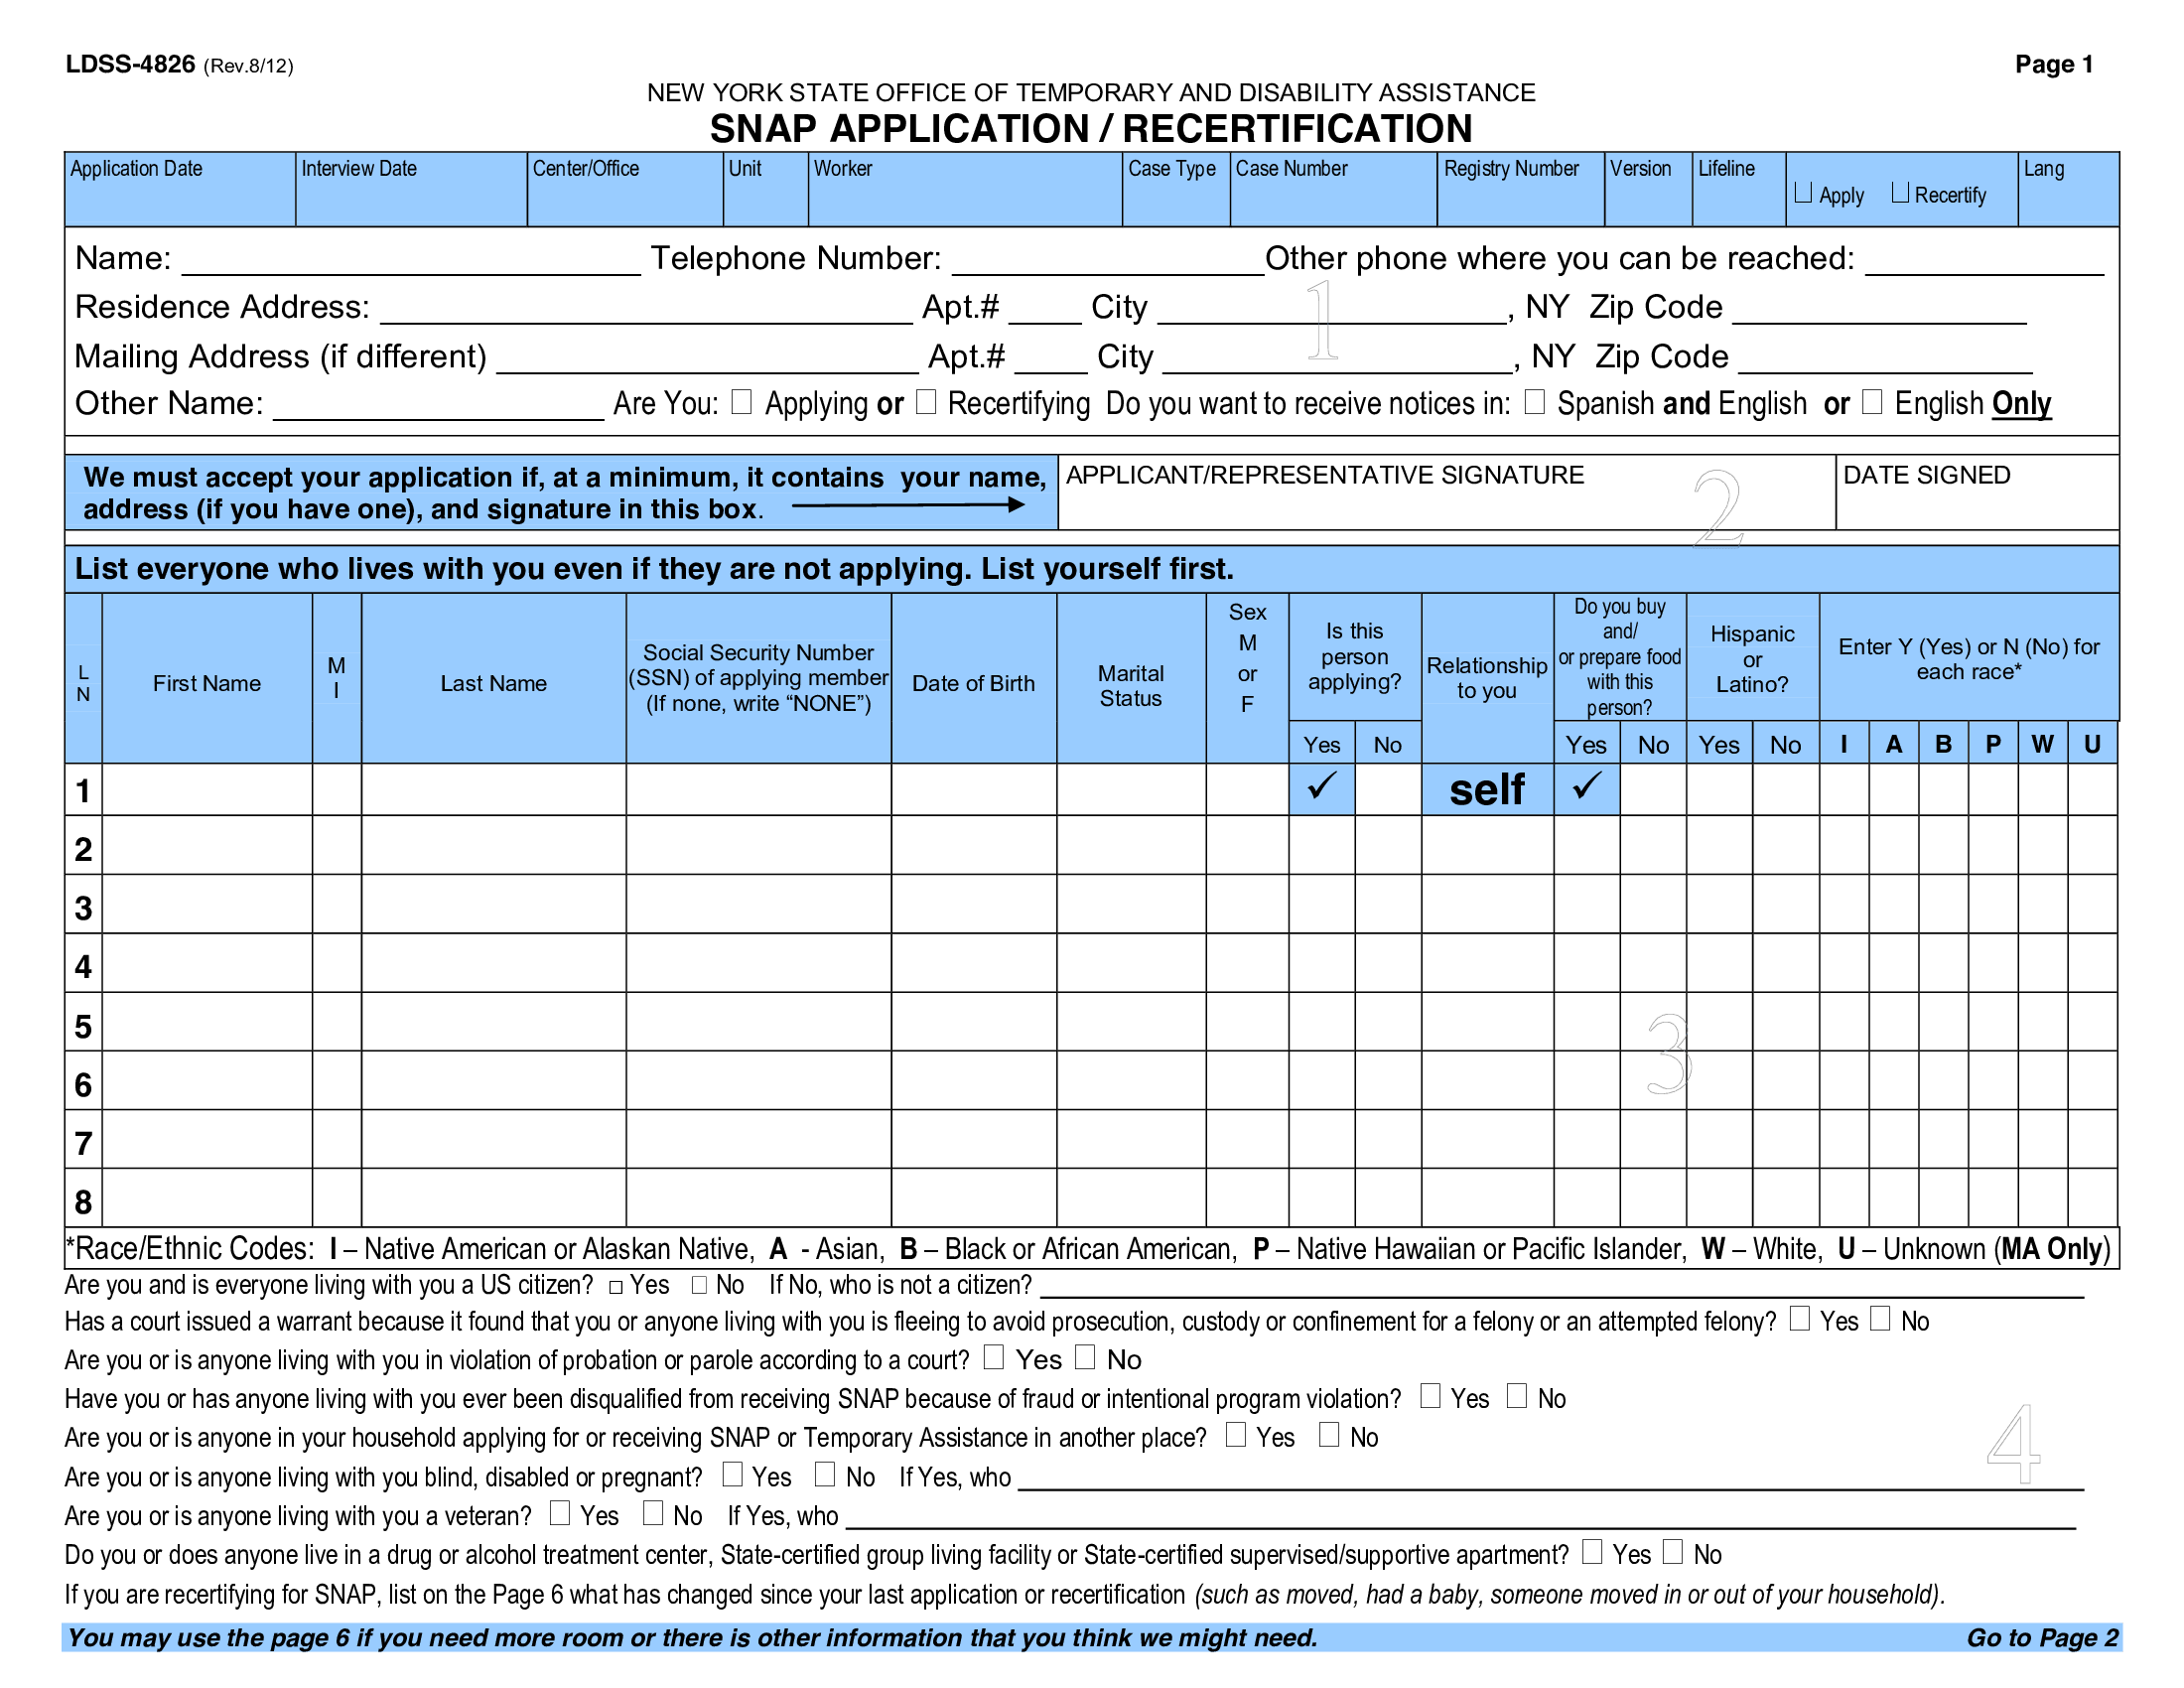 LDSS-4826 (Rev.8/12) Page 1
NEW YORK STATE OFFICE OF TEMPORARY AND DISABILITY ASSISTANCE
SNAP APPLICATION / RECERTIFICATION
Application Date Interview Date Center/Office Unit Worker Case Type Case Number Registry Number Version Lifeline ☐ Apply ☐ Recertify Lang
Name: ____ Telephone Number: ____ Other phone where you can be reached: ____
Residence Address: ____ Apt.# ____ City ____, NY Zip Code ____
Mailing Address (if different) ____ Apt.# ____ City ____, NY Zip Code ____
1
Other Name: ____ Are You: ☐ Applying or ☐ Recertifying Do you want to receive notices in: ☐ Spanish and English or ☐ English Only
We must accept your application if, at a minimum, it contains your name,
address (if you have one), and signature in this box.
APPLICANT/REPRESENTATIVE SIGNATURE
2
DATE SIGNED
List everyone who lives with you even if they are not applying. List yourself first.
L
N
First Name
M
I
Last Name
Social Security Number
(SSN) of applying member
(If none, write “NONE”)
Date of Birth
Marital
Status
Sex
M
or
F
Is this
person
applying?
Yes No
Relationship
to you
Do you buy
and/
or prepare food
with this
person?
Yes No
Hispanic
or
Latino?
Yes No
Enter Y (Yes) or N (No) for
each race*
I A B P W U
1 ✓ self ✓
2
3
4
5
3
6
7
8
*Race/Ethnic Codes: I – Native American or Alaskan Native, A - Asian, B – Black or African American, P – Native Hawaiian or Pacific Islander, W – White, U – Unknown (MA Only)
Are you and is everyone living with you a US citizen? ☐ Yes ☐ No If No, who is not a citizen? ____
Has a court issued a warrant because it found that you or anyone living with you is fleeing to avoid prosecution, custody or confinement for a felony or an attempted felony? ☐ Yes ☐ No
Are you or is anyone living with you in violation of probation or parole according to a court? ☐ Yes ☐ No
Have you or has anyone living with you ever been disqualified from receiving SNAP because of fraud or intentional program violation? ☐ Yes ☐ No
Are you or is anyone in your household applying for or receiving SNAP or Temporary Assistance in another place? ☐ Yes ☐ No
4
Are you or is anyone living with you blind, disabled or pregnant? ☐ Yes ☐ No If Yes, who ____
Are you or is anyone living with you a veteran? ☐ Yes ☐ No If Yes, who ____
Do you or does anyone live in a drug or alcohol treatment center, State-certified group living facility or State-certified supervised/supportive apartment? ☐ Yes ☐ No
If you are recertifying for SNAP, list on the Page 6 what has changed since your last application or recertification (such as moved, had a baby, someone moved in or out of your household).
You may use the page 6 if you need more room or there is other information that you think we might need. Go to Page 2